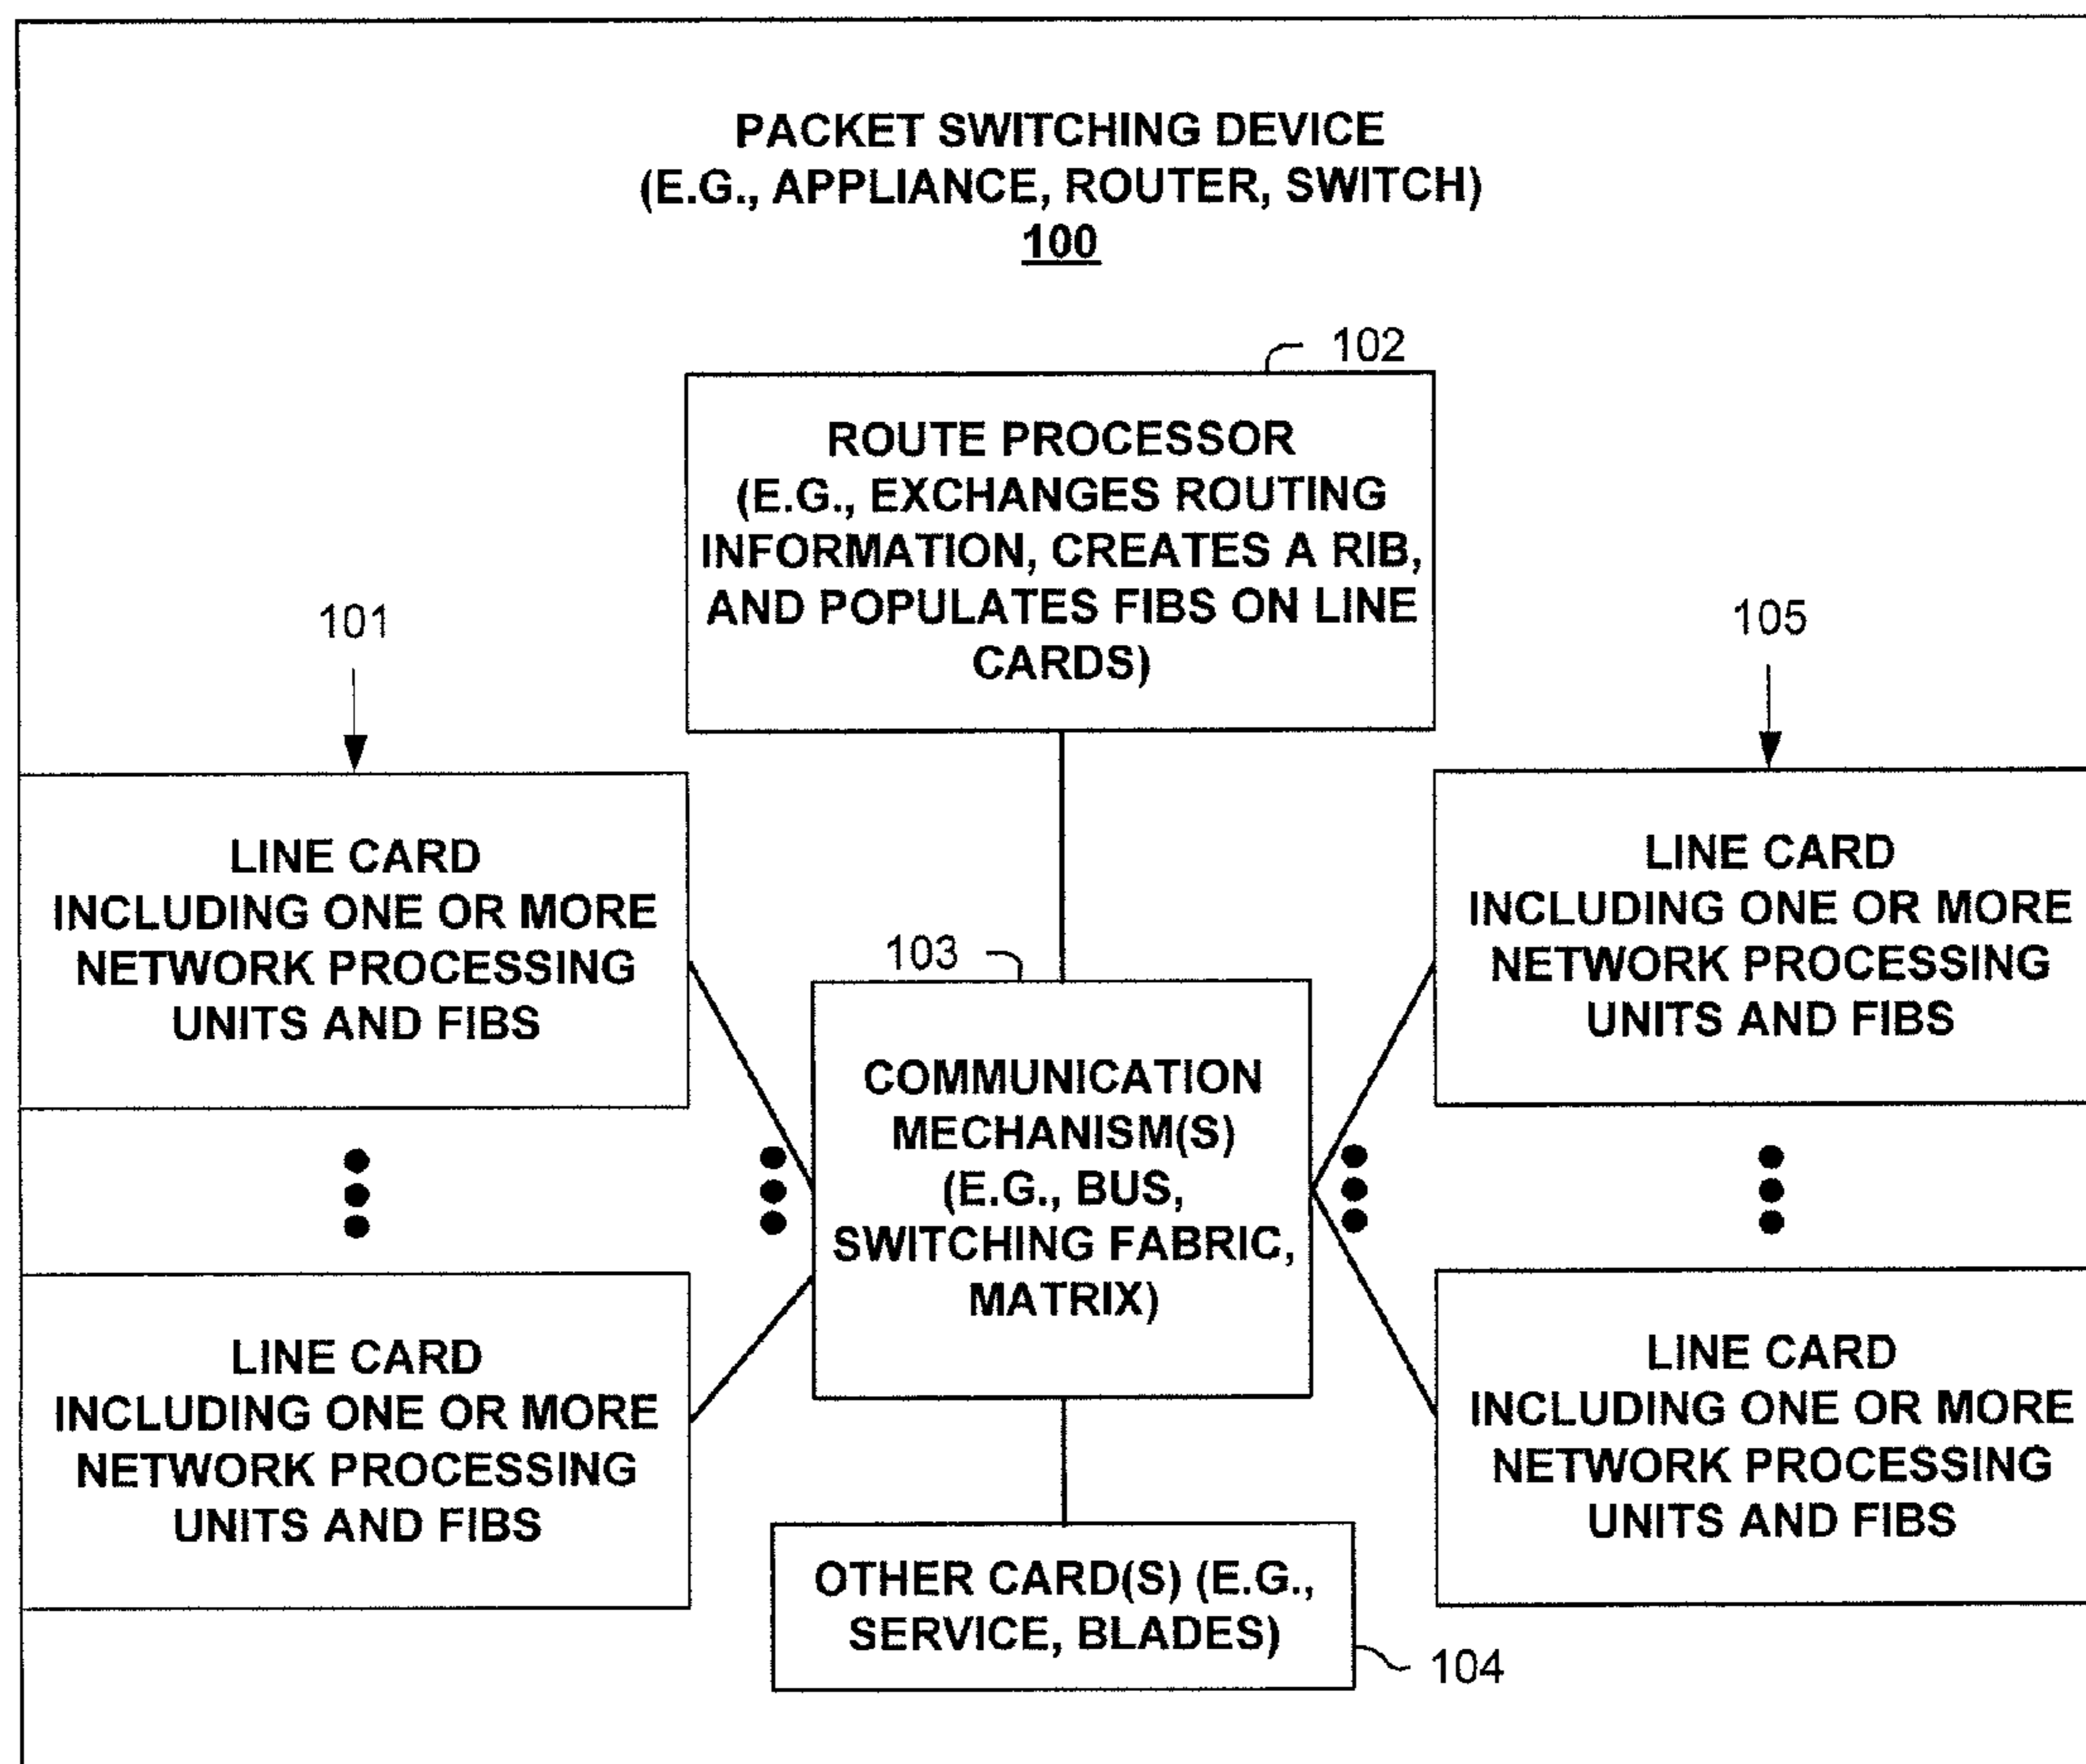 PACKET SWITCHING DEVICE
(E.G., APPLIANCE, ROUTER, SWITCH)
100
102
ROUTE PROCESSOR
(E.G., EXCHANGES ROUTING
INFORMATION, CREATES A RIB,
AND POPULATES FIBS ON LINE
CARDS)
101
105
LINE CARD
INCLUDING ONE OR MORE
NETWORK PROCESSING
UNITS AND FIBS
LINE CARD
INCLUDING ONE OR MORE
NETWORK PROCESSING
UNITS AND FIBS
103
COMMUNICATION
MECHANISM(S)
(E.G., BUS,
SWITCHING FABRIC,
MATRIX)
LINE CARD
INCLUDING ONE OR MORE
NETWORK PROCESSING
UNITS AND FIBS
LINE CARD
INCLUDING ONE OR MORE
NETWORK PROCESSING
UNITS AND FIBS
OTHER CARD(S) (E.G.,
SERVICE, BLADES)
104